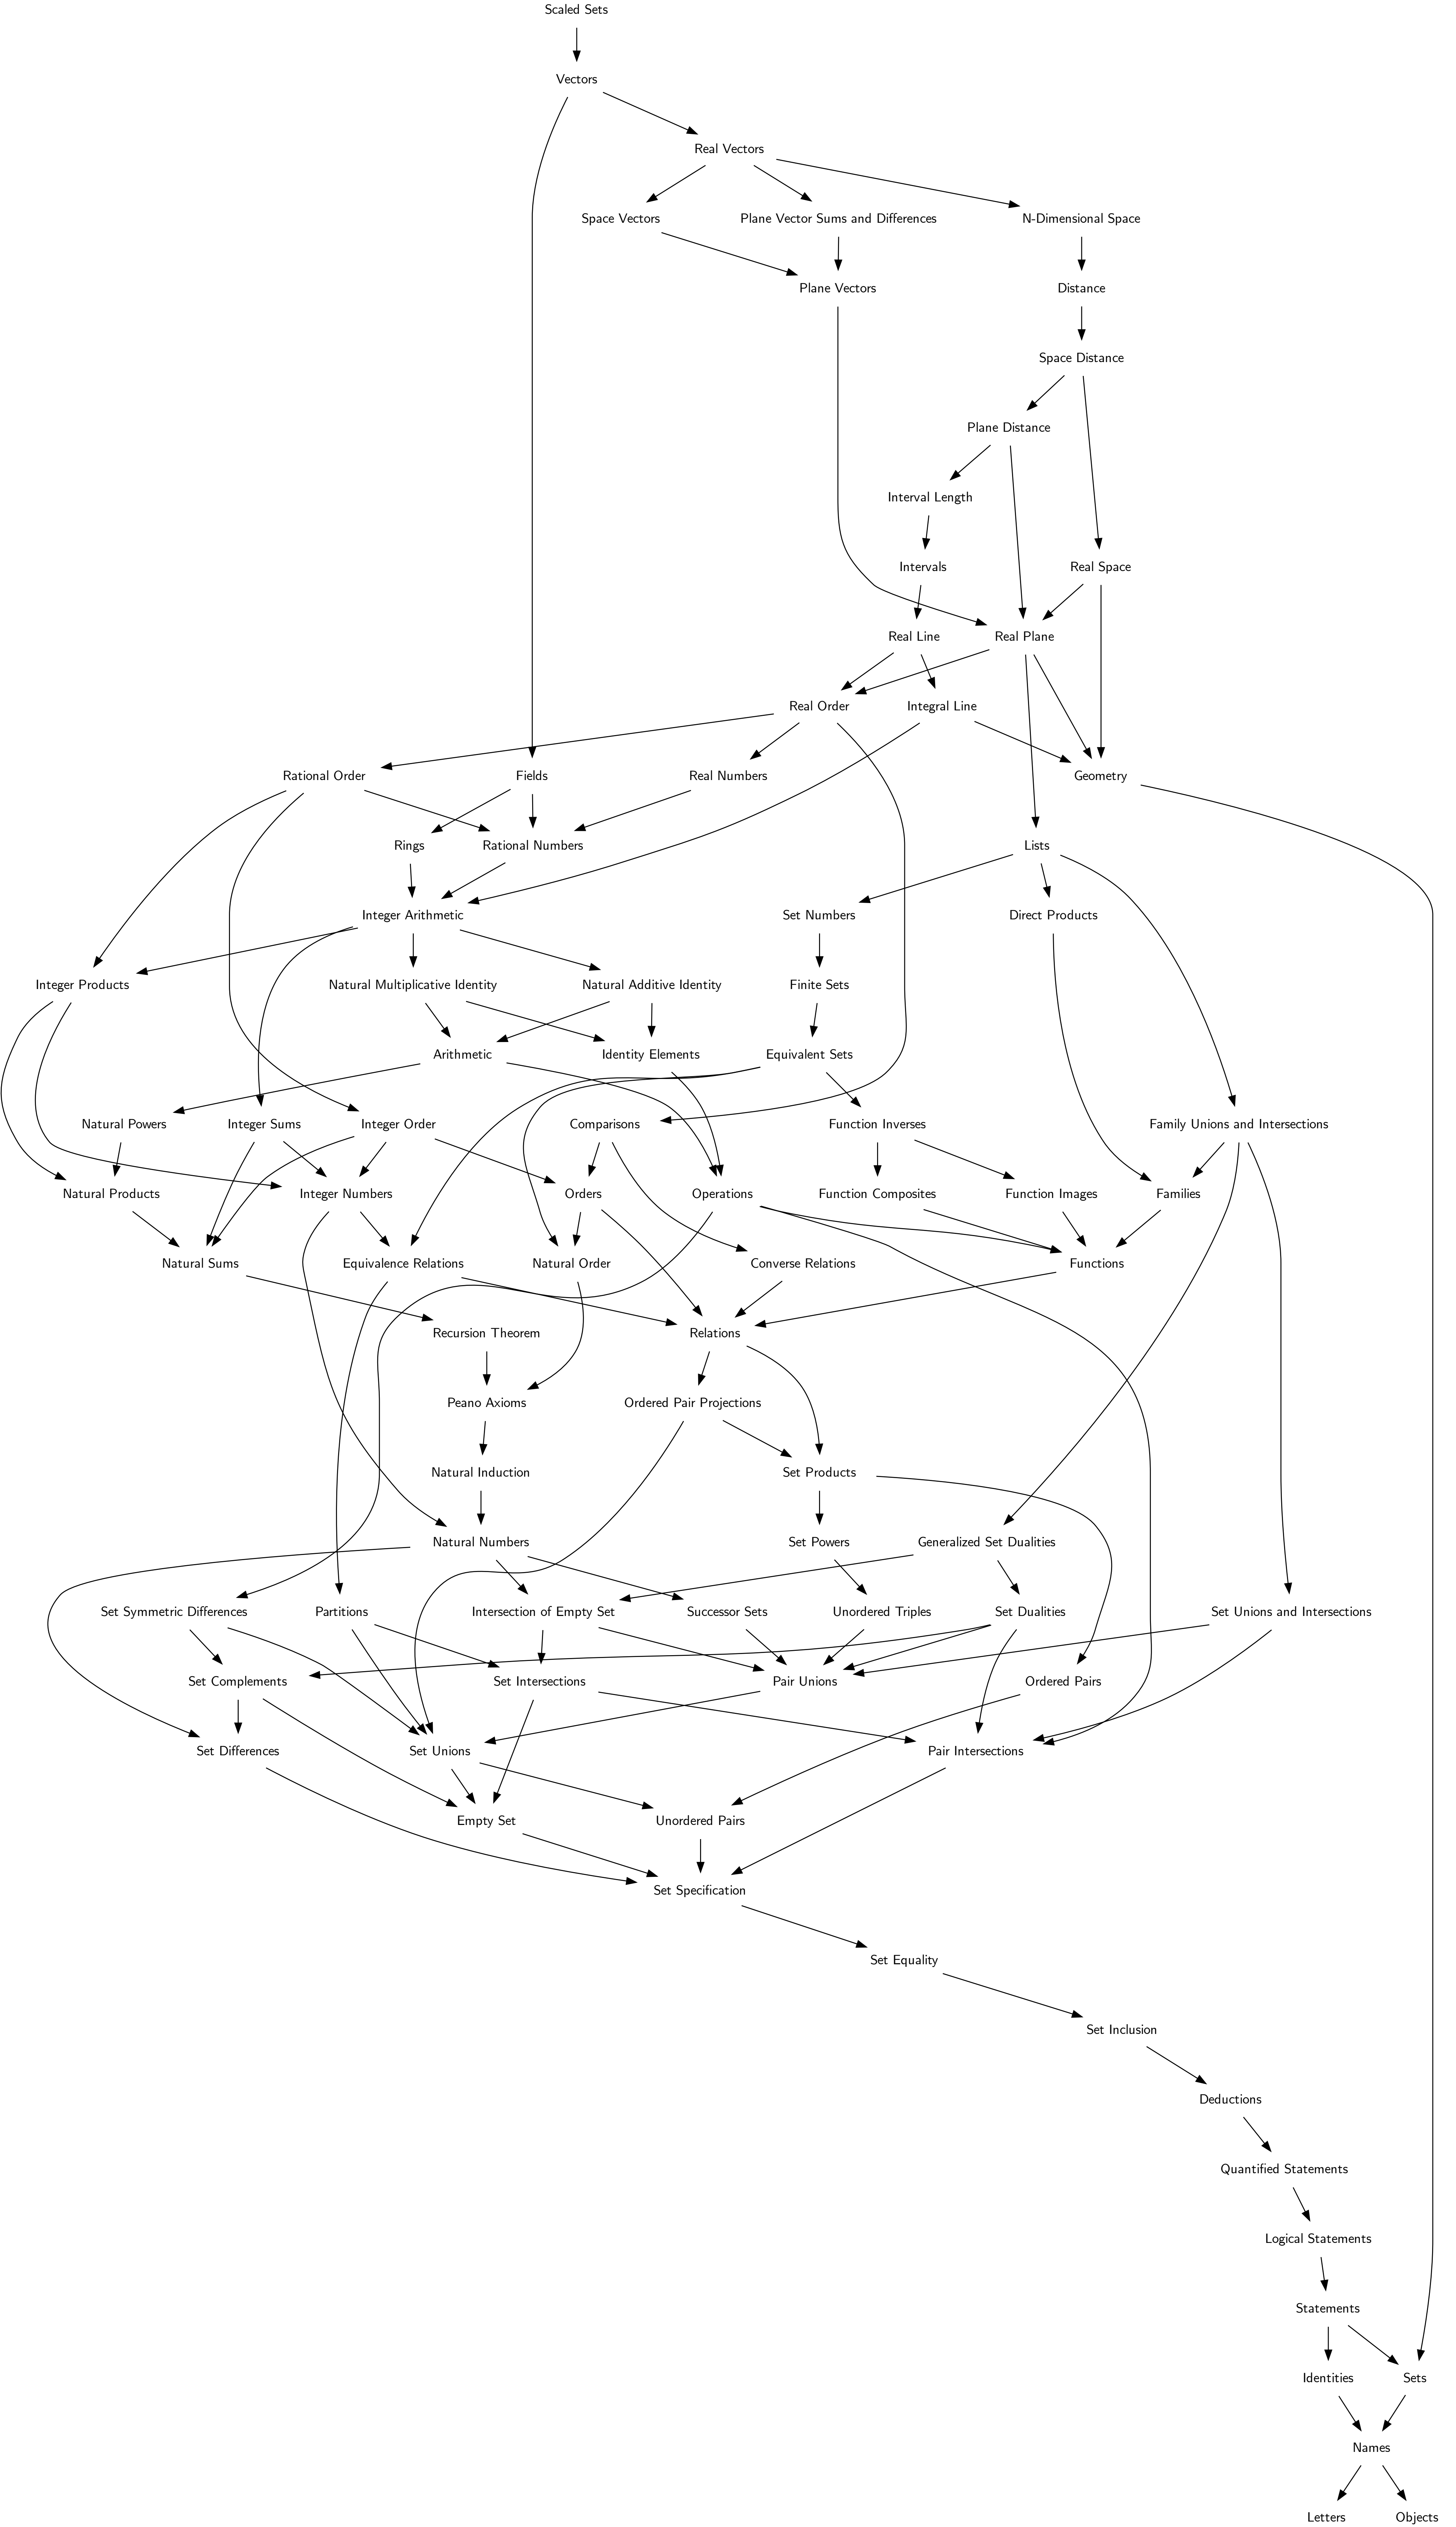 Scaled Sets
Vectors
Real Vectors
Space Vectors
Plane Vector Sums and Differences
N-Dimensional Space
Plane Vectors
Distance
Space Distance
Plane Distance
Interval Length
Intervals
Real Space
Real Line
Real Plane
Real Order
Integral Line
Rational Order
Fields
Real Numbers
Geometry
Rings
Rational Numbers
Lists
Integer Arithmetic
Set Numbers
Direct Products
Integer Products
Natural Multiplicative Identity
Natural Additive Identity
Finite Sets
Arithmetic
Identity Elements
Equivalent Sets
Natural Powers
Integer Sums
Integer Order
Comparisons
Function Inverses
Family Unions and Intersections
Natural Products
Integer Numbers
Orders
Operations
Function Composites
Function Images
Families
Natural Sums
Equivalence Relations
Natural Order
Converse Relations
Functions
Recursion Theorem
Relations
Peano Axioms
Ordered Pair Projections
Natural Induction
Set Products
Natural Numbers
Set Powers
Generalized Set Dualities
Set Symmetric Differences
Partitions
Intersection of Empty Set
Successor Sets
Unordered Triples
Set Dualities
Set Unions and Intersections
Set Complements
Set Intersections
Pair Unions
Ordered Pairs
Set Differences
Set Unions
Pair Intersections
Empty Set
Unordered Pairs
Set Specification
Set Equality
Set Inclusion
Deductions
Quantified Statements
Logical Statements
Statements
Identities
Sets
Names
Letters
Objects